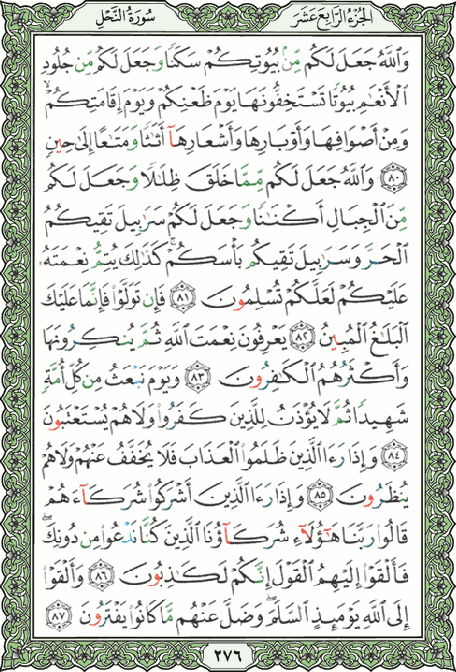 سُورَةُ النَّحْلِ
الجُزْءُ الرَّابِعَ عَشَرَ
وَٱللَّهُ جَعَلَ لَكُم مِّنۢ بُيُوتِكُمْ سَكَنًا وَجَعَلَ لَكُم مِّن جُلُودِ
ٱلْأَنْعَٰمِ بُيُوتًا تَسْتَخِفُّونَهَا يَوْمَ ظَعْنِكُمْ وَيَوْمَ إِقَامَتِكُمْ ۙ
وَمِنْ أَصْوَافِهَا وَأَوْبَارِهَا وَأَشْعَارِهَآ أَثَٰثًا وَمَتَٰعًا إِلَىٰ حِينٍ
٨٠ وَٱللَّهُ جَعَلَ لَكُم مِّمَّا خَلَقَ ظِلَٰلًا وَجَعَلَ لَكُم
مِّنَ ٱلْجِبَالِ أَكْنَٰنًا وَجَعَلَ لَكُمْ سَرَٰبِيلَ تَقِيكُمُ
ٱلْحَرَّ وَسَرَٰبِيلَ تَقِيكُم بَأْسَكُمْ ۚ كَذَٰلِكَ يُتِمُّ نِعْمَتَهُۥ
عَلَيْكُمْ لَعَلَّكُمْ تُسْلِمُونَ ٨١ فَإِن تَوَلَّوْا۟ فَإِنَّمَا عَلَيْكَ
ٱلْبَلَٰغُ ٱلْمُبِينُ ٨٢ يَعْرِفُونَ نِعْمَتَ ٱللَّهِ ثُمَّ يُنكِرُونَهَا
وَأَكْثَرُهُمُ ٱلْكَٰفِرُونَ ٨٣ وَيَوْمَ نَبْعَثُ مِن كُلِّ أُمَّةٍ
شَهِيدًا ثُمَّ لَا يُؤْذَنُ لِلَّذِينَ كَفَرُوا۟ وَلَا هُمْ يُسْتَعْتَبُونَ
٨٤ وَإِذَا رَءَا ٱلَّذِينَ ظَلَمُوا۟ ٱلْعَذَابَ فَلَا يُخَفَّفُ عَنْهُمْ وَلَا هُمْ
يُنظَرُونَ ٨٥ وَإِذَا رَءَا ٱلَّذِينَ أَشْرَكُوا۟ شُرَكَآءَهُمْ
قَالُوا۟ رَبَّنَا هَٰٓؤُلَآءِ شُرَكَآؤُنَا ٱلَّذِينَ كُنَّا نَدْعُوا۟ مِن دُونِكَ ۖ
فَأَلْقَوْا۟ إِلَيْهِمُ ٱلْقَوْلَ إِنَّكُمْ لَكَٰذِبُونَ ٨٦ وَأَلْقَوْا۟
إِلَى ٱللَّهِ يَوْمَئِذٍ ٱلسَّلَمَ ۖ وَضَلَّ عَنْهُم مَّا كَانُوا۟ يَفْتَرُونَ ٨٧
٢٧٦